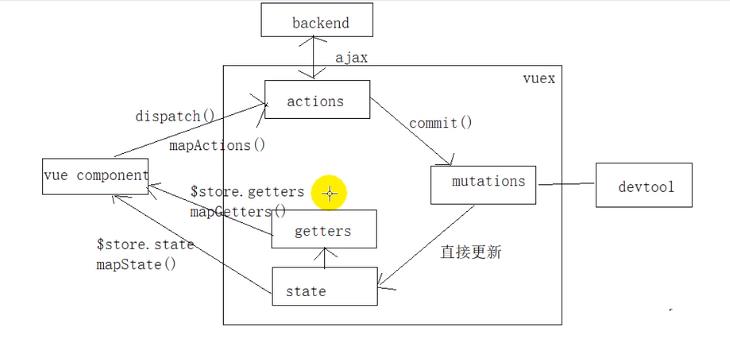 backend
ajax
vuex
actions
dispatch()
commit()
mapActions()
vue component
mutations
devtool
$store.getters
mapGetters()
getters
$store.state
mapState()
直接更新
state